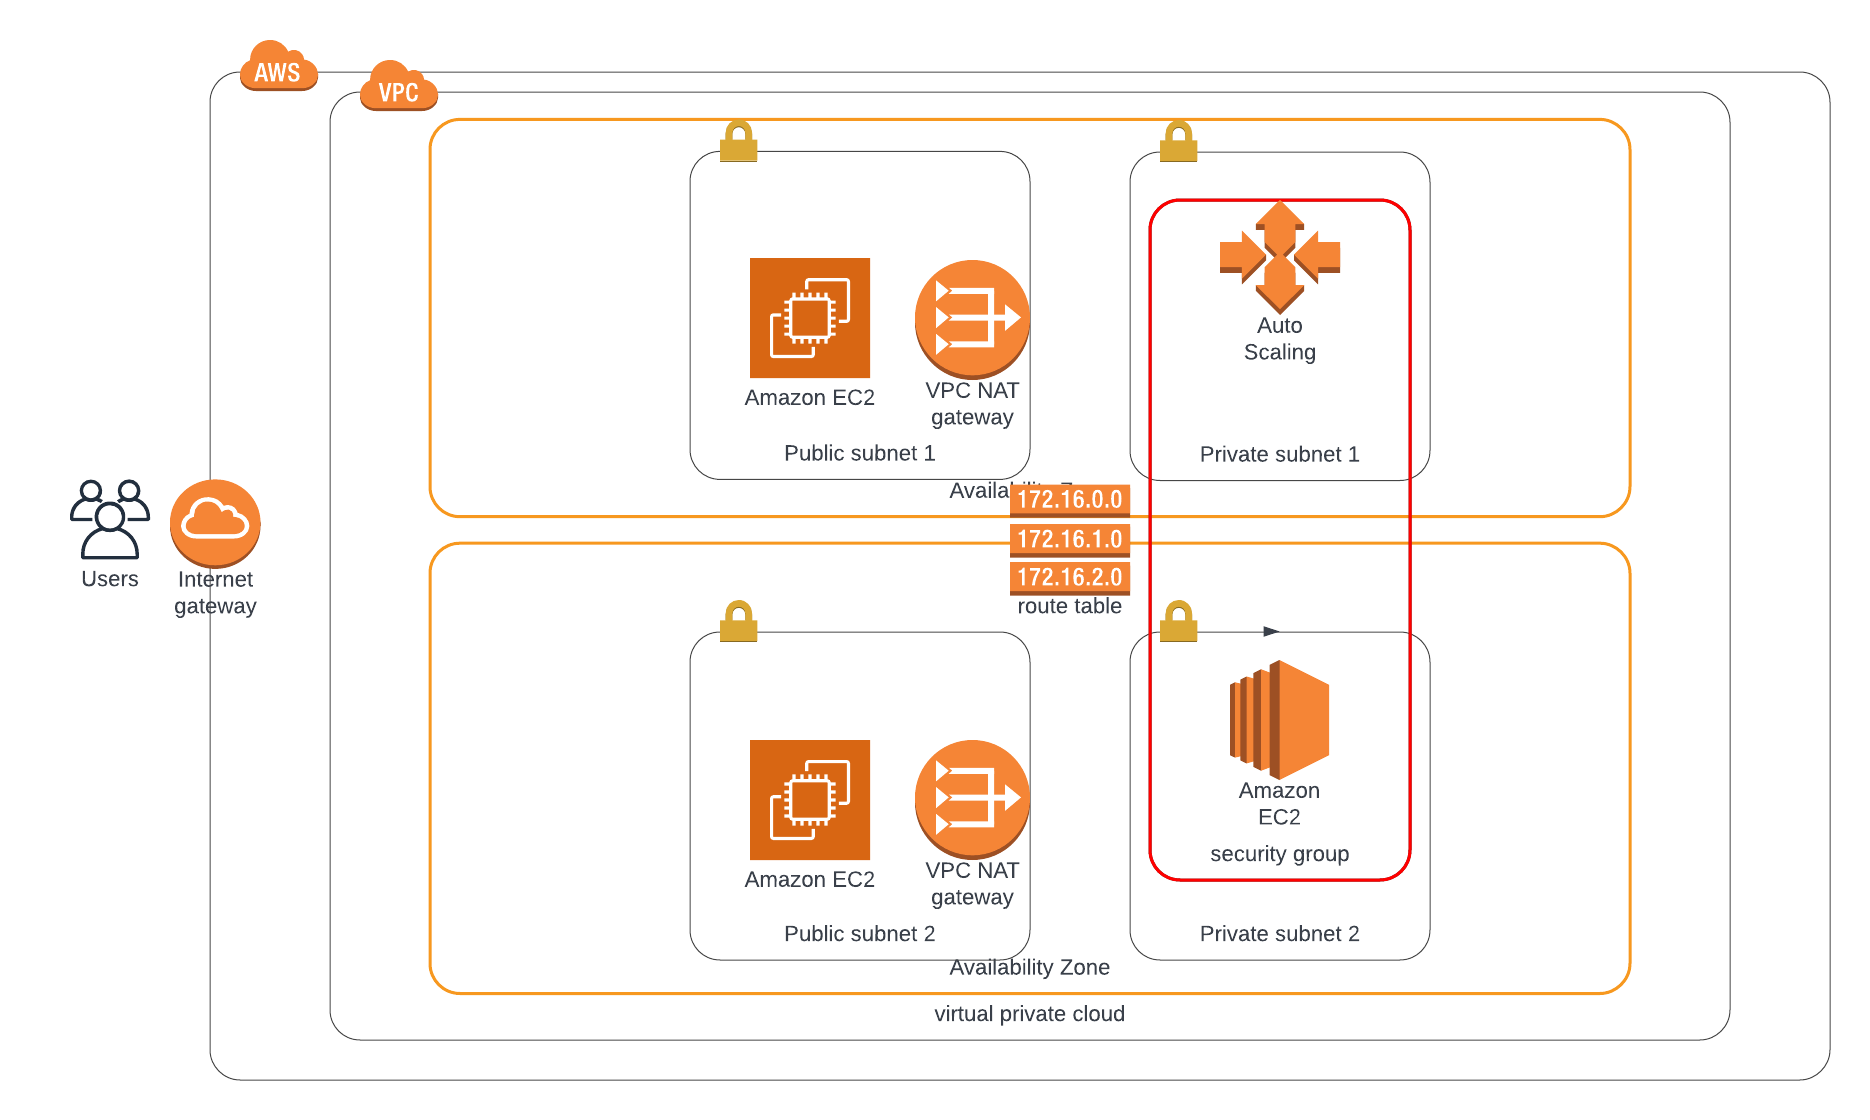 AWS
VPC
Auto
Scaling
Amazon EC2
VPC NAT
gateway
Public subnet 1
Private subnet 1
172.16.0.0
172.16.1.0
172.16.2.0
route table
Users
Internet
gateway
Amazon EC2
VPC NAT
gateway
Amazon
EC2
security group
Public subnet 2
Private subnet 2
Availability Zone
virtual private cloud